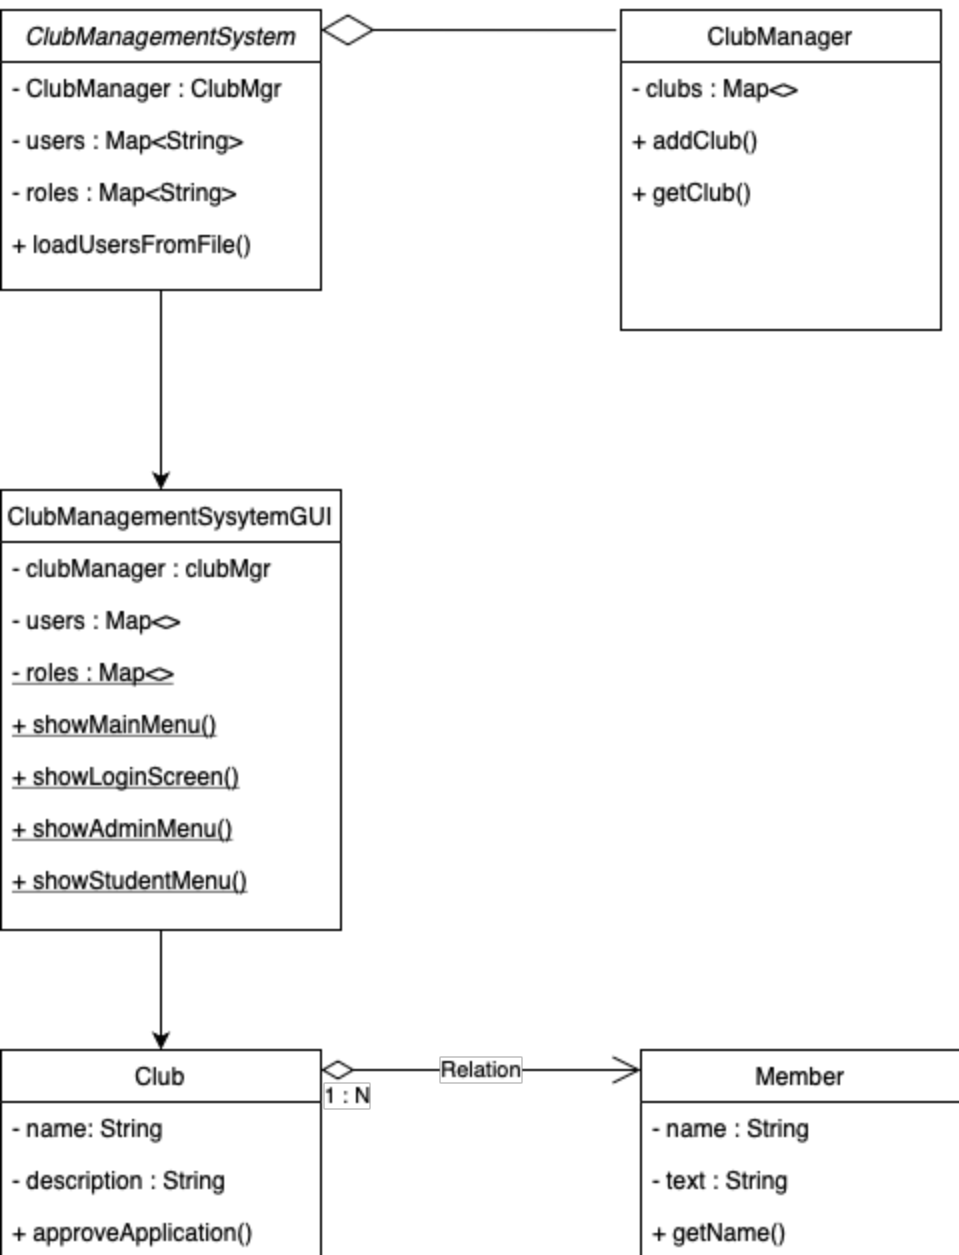 ClubManagementSystem
- ClubManager : ClubMgr
- users : Map<String>
- roles : Map<String>
+ loadUsersFromFile()
ClubManager
- clubs : Map<>
+ addClub()
+ getClub()
ClubManagementSysytemGUI
- clubManager : clubMgr
- users : Map<>
- roles : Map<>
+ showMainMenu()
+ showLoginScreen()
+ showAdminMenu()
+ showStudentMenu()
Club
- name: String
- description : String
+ approveApplication()
Relation
1 : N
Member
- name : String
- text : String
+ getName()